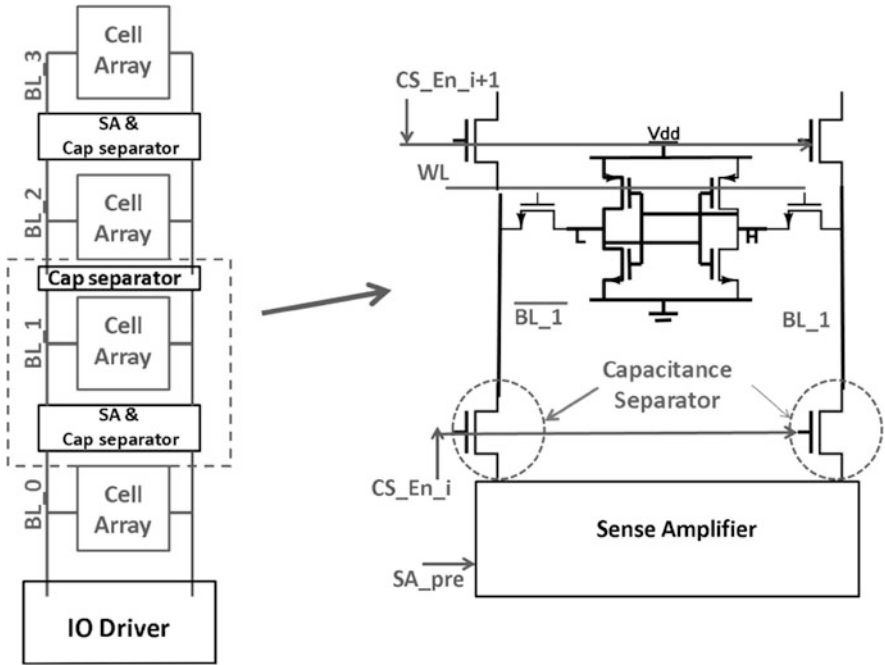 BL_3
Cell
Array
SA &
Cap separator
BL_2
Cell
Array
Cap separator
BL_1
Cell
Array
SA &
Cap separator
BL_0
Cell
Array
IO Driver
CS_En_i+1
Vdd
WL
L
H
BL_1
BL_1
Capacitance
Separator
CS_En_i
Sense Amplifier
SA_pre